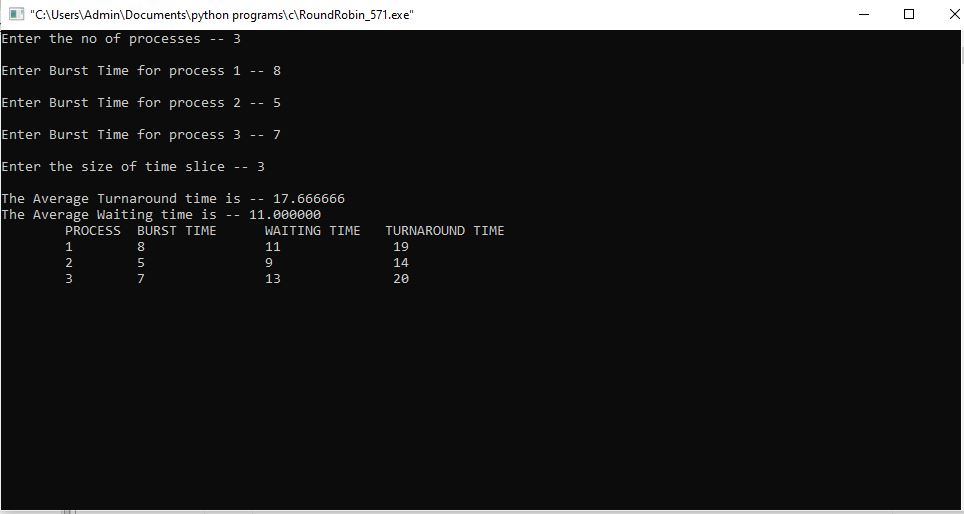 "C:\Users\Admin\Documents\python programs\c\RoundRobin_571.exe"
Enter the no of processes -- 3
Enter Burst Time for process 1 -- 8
Enter Burst Time for process 2 -- 5
Enter Burst Time for process 3 -- 7
Enter the size of time slice -- 3
The Average Turnaround time is -- 17.666666
The Average Waiting time is -- 11.000000
PROCESS BURST TIME WAITING TIME TURNAROUND TIME
1 8 11 19
2 5 9 14
3 7 13 20